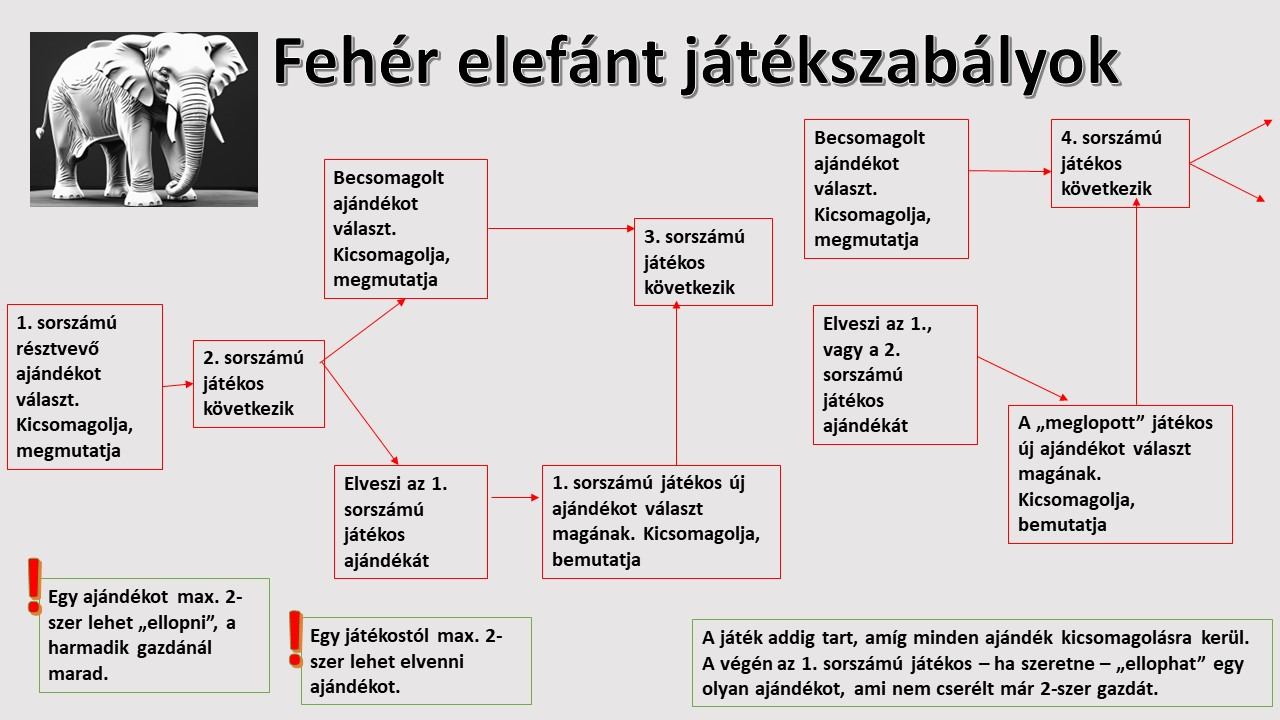 Fehér elefánt játékszabályok
1. sorszámú
résztvevő
ajándékot
választ.
Kicsomagolja,
megmutatja
2. sorszámú
játékos
következik
Becsomagolt
ajándékot
választ.
Kicsomagolja,
megmutatja
Elveszi az 1.
sorszámú
játékos
ajándékát
1. sorszámú játékos új
ajándékot választ
magának. Kicsomagolja,
bemutatja
3. sorszámú
játékos
következik
Becsomagolt
ajándékot
választ.
Kicsomagolja,
megmutatja
Elveszi az 1.,
vagy a 2.
sorszámú
játékos
ajándékát
A „meglopott” játékos
új ajándékot választ
magának.
Kicsomagolja,
bemutatja
4. sorszámú
játékos
következik
! Egy ajándékot max. 2-
szer lehet „ellopni”, a
harmadik gazdánál
marad.
! Egy játékostól max. 2-
szer lehet elvenni
ajándékot.
A játék addig tart, amíg minden ajándék kicsomagolásra kerül.
A végén az 1. sorszámú játékos – ha szeretne – „ellophat” egy
olyan ajándékot, ami nem cserélt már 2-szer gazdát.